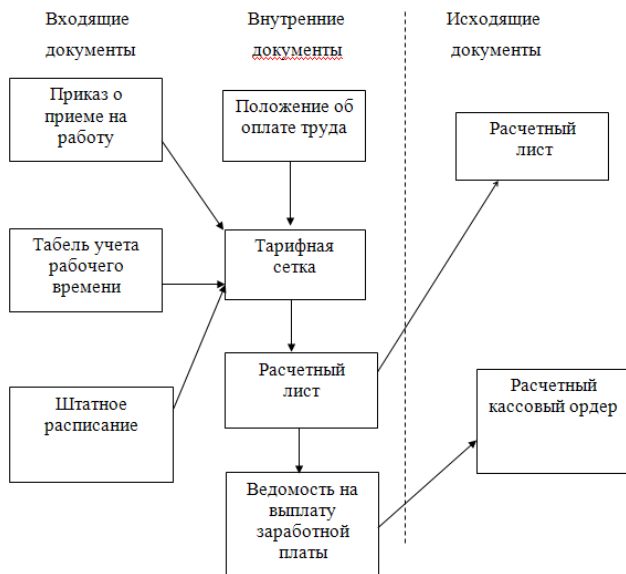 Входящие
документы
Внутренние
документы
Исходящие
документы
Приказ о
приеме на
работу
Положение об
оплате труда
Расчетный
лист
Табель учета
рабочего
времени
Тарифная
сетка
Штатное
расписание
Расчетный
лист
Расчетный
кассовый ордер
Ведомость на
выплату
заработной
платы